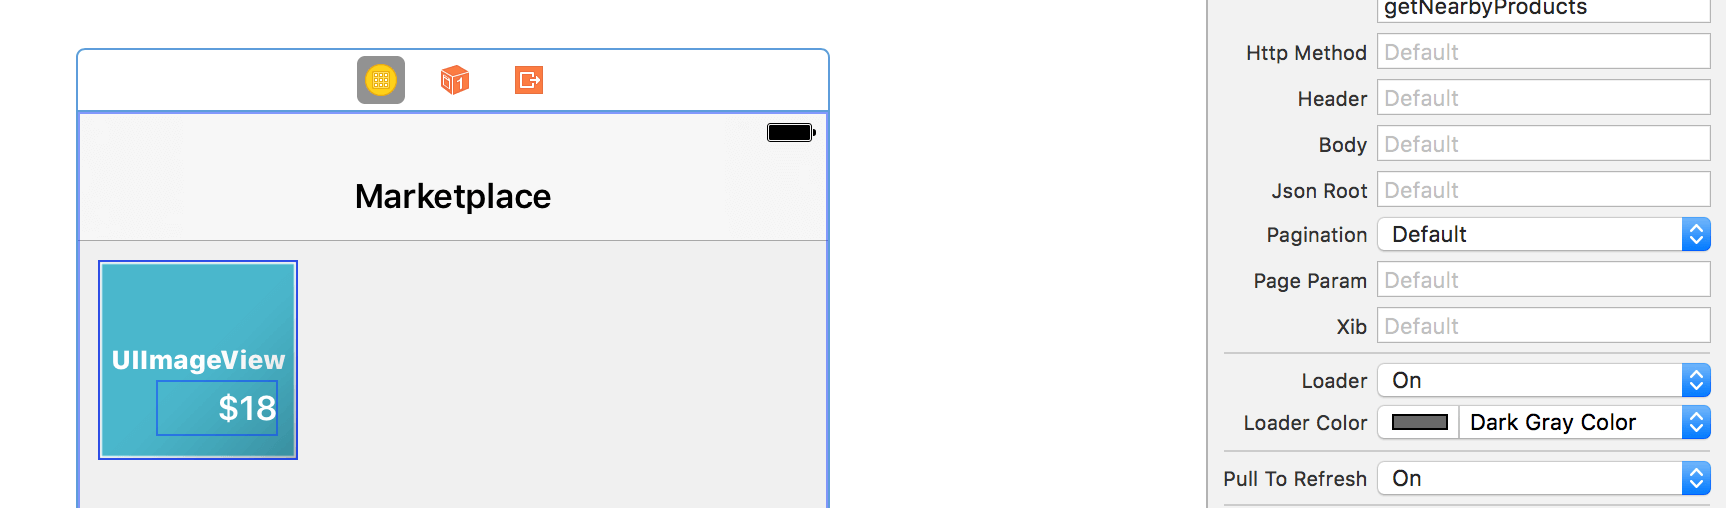 Marketplace
UIImageView
$18
getNearbyProducts
Http Method Default
Header Default
Body Default
Json Root Default
Pagination Default
Page Param Default
Xib Default
Loader On
Loader Color Dark Gray Color
Pull To Refresh On